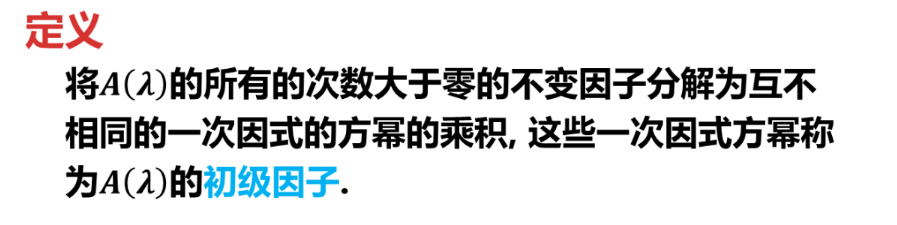 定义
将A(λ)的所有的次数大于零的不变因子分解为互不
相同的一次因式的方幂的乘积, 这些一次因式方幂称
为A(λ)的初级因子.